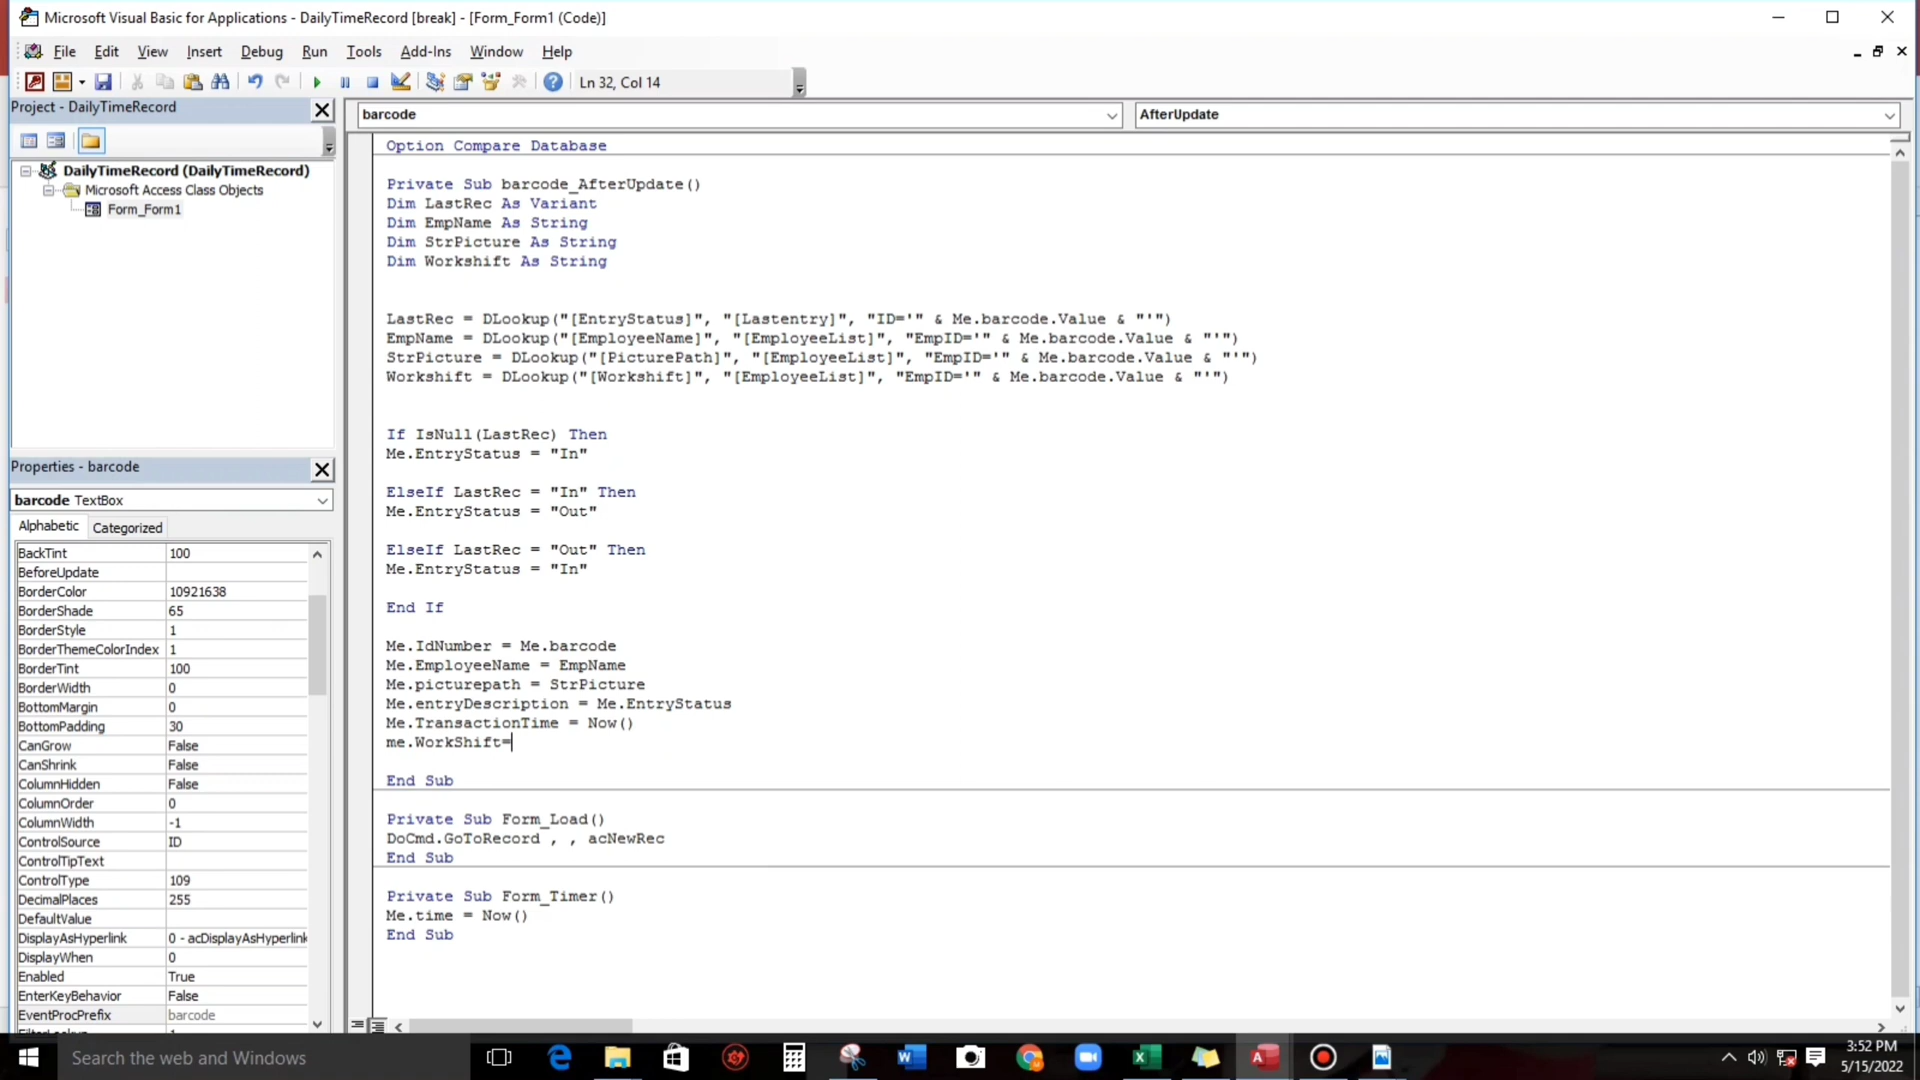 Microsoft Visual Basic for Applications - DailyTimeRecord [break] - [Form_Form1 (Code)]
File Edit View Insert Debug Run Tools Add-Ins Window Help
Ln 32, Col 14
Project - DailyTimeRecord
DailyTimeRecord (DailyTimeRecord)
Microsoft Access Class Objects
Form_Form1
Properties - barcode
barcode TextBox
Alphabetic Categorized
BackTint 100
BeforeUpdate
BorderColor 10921638
BorderShade 65
BorderStyle 1
BorderThemeColorIndex 1
BorderTint 100
BorderWidth 0
BottomMargin 0
BottomPadding 30
CanGrow False
CanShrink False
ColumnHidden False
ColumnOrder 0
ColumnWidth -1
ControlSource ID
ControlTipText
ControlType 109
DecimalPlaces 255
DefaultValue
DisplayAsHyperlink 0 - acDisplayAsHyperlink
DisplayWhen 0
Enabled True
EnterKeyBehavior False
EventProcPrefix barcode
barcode AfterUpdate
Option Compare Database
Private Sub barcode_AfterUpdate()
Dim LastRec As Variant
Dim EmpName As String
Dim StrPicture As String
Dim Workshift As String
LastRec = DLookup("[EntryStatus]", "[Lastentry]", "ID='" & Me.barcode.Value & "'")
EmpName = DLookup("[EmployeeName]", "[EmployeeList]", "EmpID='" & Me.barcode.Value & "'")
StrPicture = DLookup("[PicturePath]", "[EmployeeList]", "EmpID='" & Me.barcode.Value & "'")
Workshift = DLookup("[Workshift]", "[EmployeeList]", "EmpID='" & Me.barcode.Value & "'")
If IsNull(LastRec) Then
Me.EntryStatus = "In"
ElseIf LastRec = "In" Then
Me.EntryStatus = "Out"
ElseIf LastRec = "Out" Then
Me.EntryStatus = "In"
End If
Me.IdNumber = Me.barcode
Me.EmployeeName = EmpName
Me.picturepath = StrPicture
Me.entryDescription = Me.EntryStatus
Me.TransactionTime = Now()
me.WorkShift=
End Sub
Private Sub Form_Load()
DoCmd.GoToRecord , , acNewRec
End Sub
Private Sub Form_Timer()
Me.time = Now()
End Sub
Search the web and Windows
3:52 PM
5/15/2022